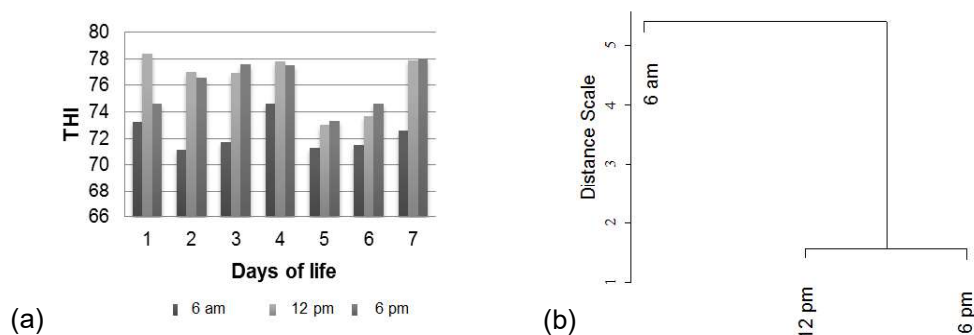 80
78
76
74
72
70
68
66
THI
1 2 3 4 5 6 7
Days of life
6 am 12 pm 6 pm
(a)
Distance Scale
5
4
3
2
1
6 am
12 pm
6 pm
(b)